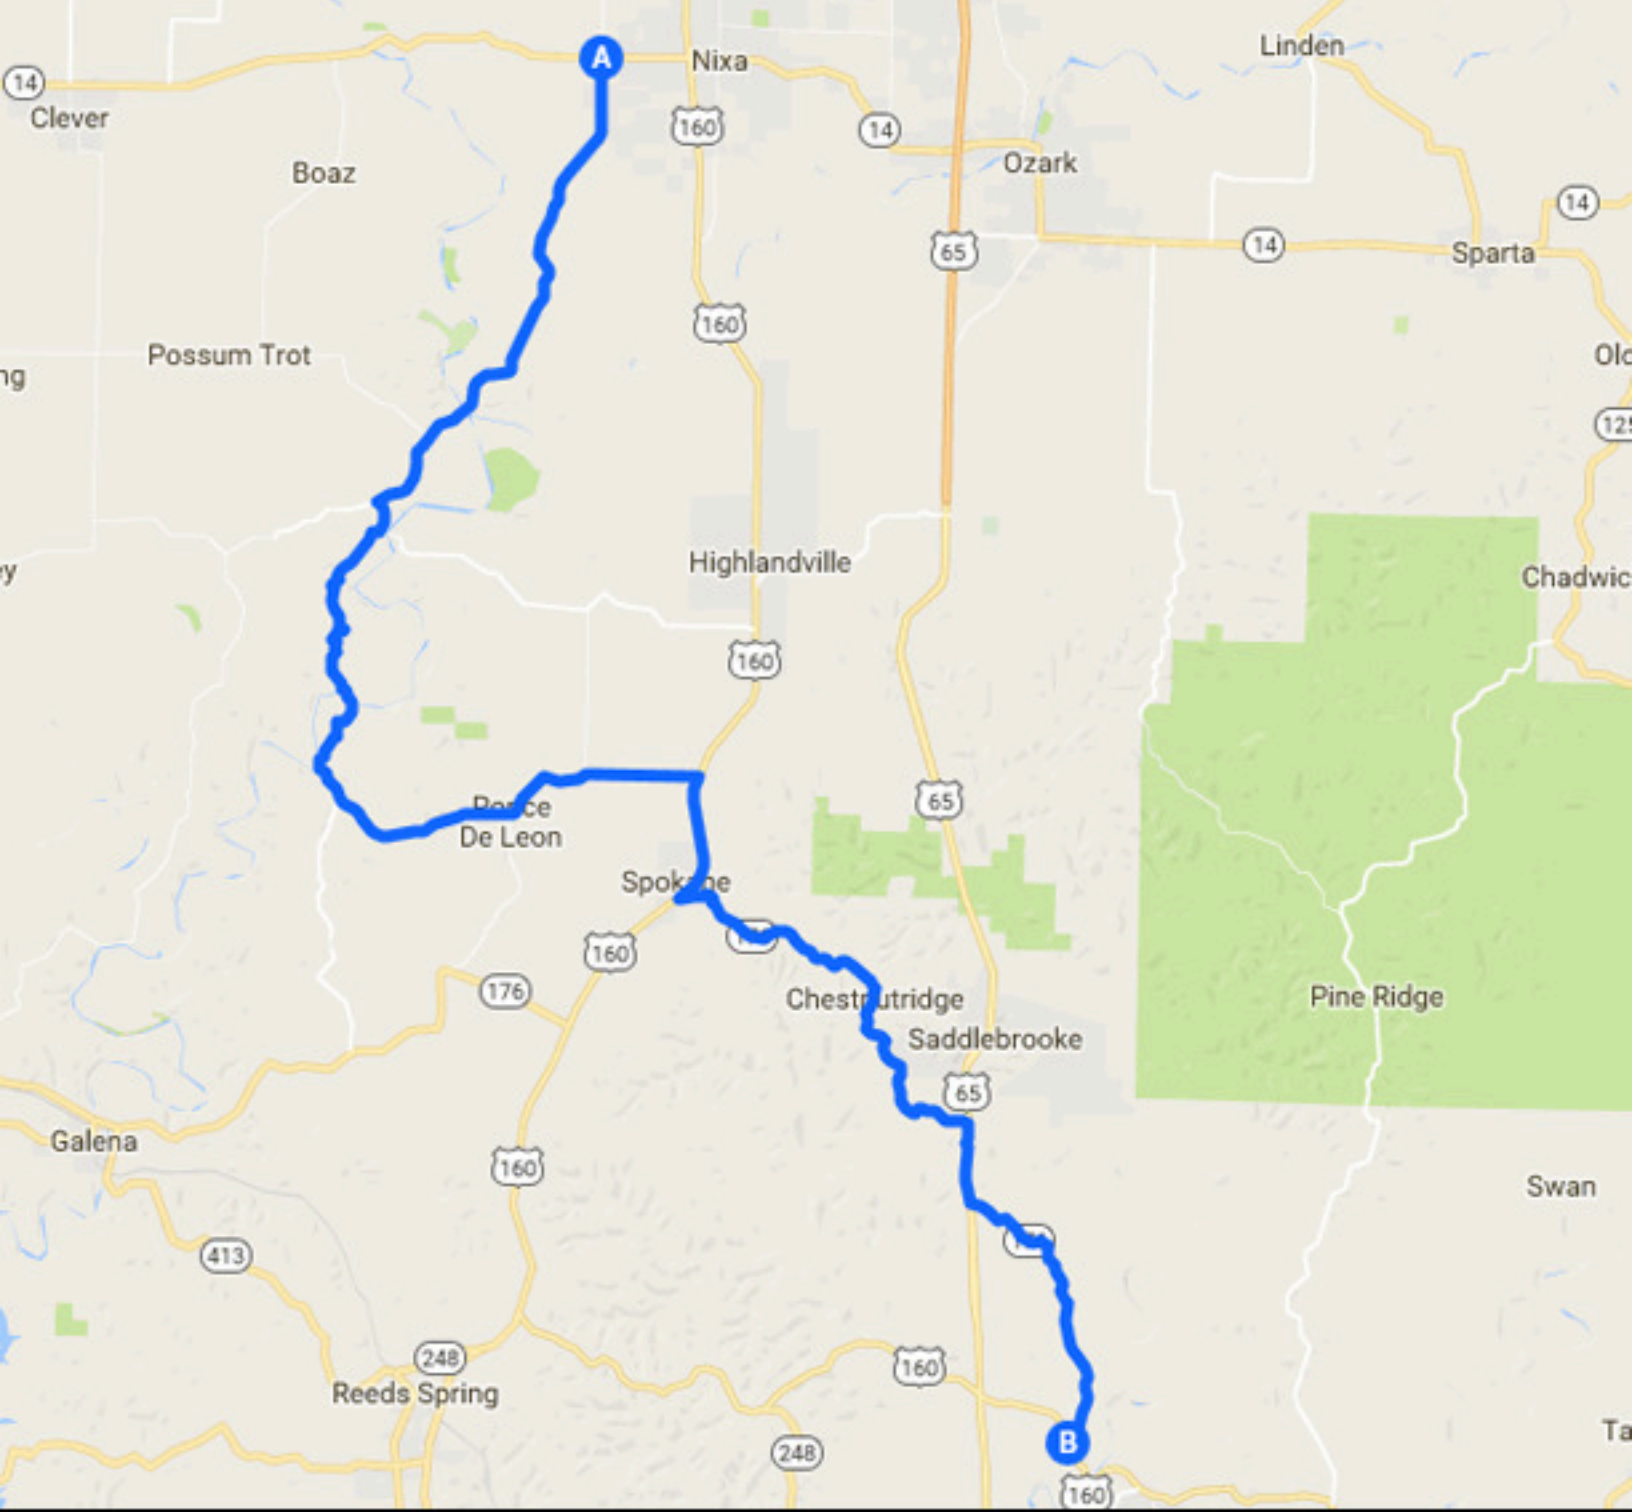 Linden
A
Nixa
14
Clever
160
14
Ozark
Boaz
14
65
14
Sparta
160
Possum Trot
Highlandville
160
65
De Leon
160
176
Chestnutridge
Pine Ridge
Saddlebrooke
65
Galena
160
Swan
413
248
160
Reeds Spring
B
248
160